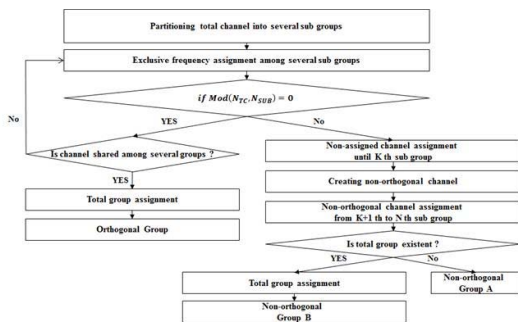 Partitioning total channel into several sub groups
Exclusive frequency assignment among several sub groups
if Mod(N_TC, N_SUB) = 0
No
YES
No
Is channel shared among several groups ?
Non-assigned channel assignment
until K th sub group
YES
Creating non-orthogonal channel
Total group assignment
Non-orthogonal channel assignment
from K+1 th to N th sub group
Orthogonal Group
Is total group existent ?
YES
No
Total group assignment
Non-orthogonal
Group A
Non-orthogonal
Group B